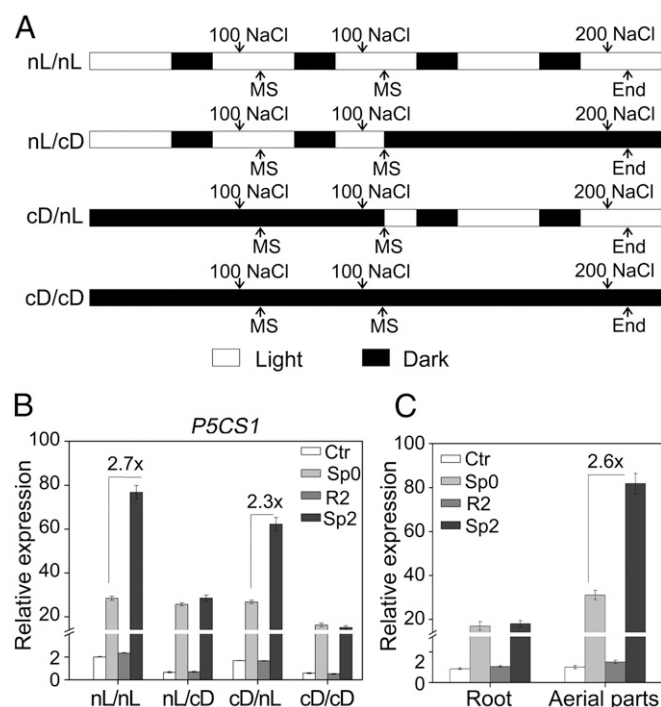 A
100 NaCl 100 NaCl 200 NaCl
nL/nL
MS MS End
100 NaCl 100 NaCl 200 NaCl
nL/cD
MS MS End
100 NaCl 100 NaCl 200 NaCl
cD/nL
MS MS End
100 NaCl 100 NaCl 200 NaCl
cD/cD
MS MS End
Light Dark
B
P5CS1
Relative expression
100
80
60
40
20
2
0
2.7x
2.3x
Ctr
Sp0
R2
Sp2
nL/nL nL/cD cD/nL cD/cD
C
Relative expression
100
80
60
40
20
2
0
2.6x
Ctr
Sp0
R2
Sp2
Root Aerial parts